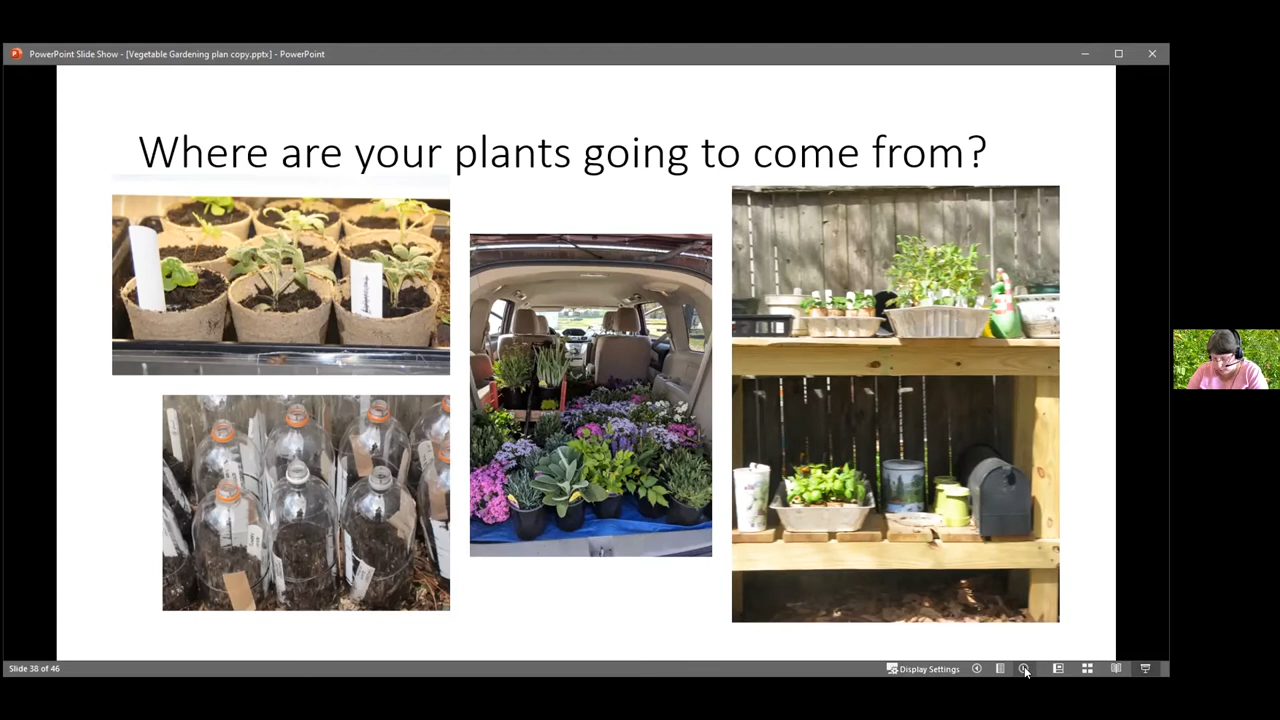 PowerPoint Slide Show - [Vegetable Gardening plan copy.pptx] - PowerPoint
Where are your plants going to come from?
Slide 38 of 46
Display Settings